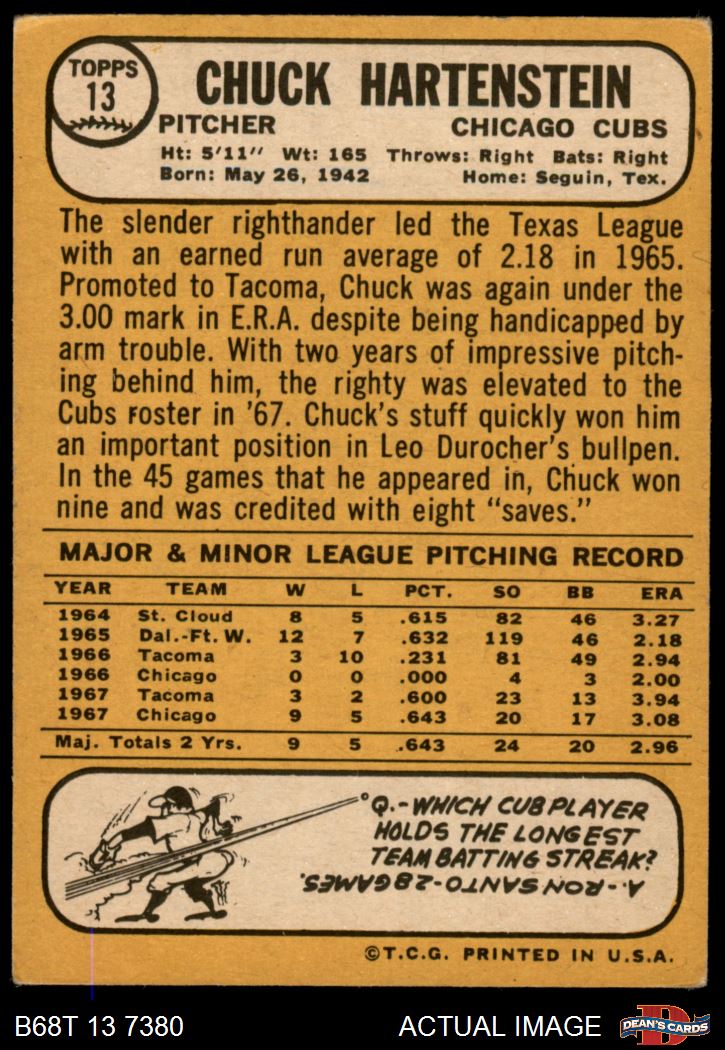 TOPPS
13
CHUCK HARTENSTEIN
PITCHER CHICAGO CUBS
Ht: 5'11" Wt: 165 Throws: Right Bats: Right
Born: May 26, 1942 Home: Seguin, Tex.
The slender righthander led the Texas League
with an earned run average of 2.18 in 1965.
Promoted to Tacoma, Chuck was again under the
3.00 mark in E.R.A. despite being handicapped by
arm trouble. With two years of impressive pitch-
ing behind him, the righty was elevated to the
Cubs roster in '67. Chuck's stuff quickly won him
an important position in Leo Durocher's bullpen.
In the 45 games that he appeared in, Chuck won
nine and was credited with eight "saves."
MAJOR & MINOR LEAGUE PITCHING RECORD
YEAR TEAM W L PCT. SO BB ERA
1964 St. Cloud 8 5 .615 82 46 3.27
1965 Dal.-Ft. W. 12 7 .632 119 46 2.18
1966 Tacoma 3 10 .231 81 49 2.94
1966 Chicago 0 0 .000 4 3 2.00
1967 Tacoma 3 2 .600 23 13 3.94
1967 Chicago 9 5 .643 20 17 3.08
Maj. Totals 2 Yrs. 9 5 .643 24 20 2.96
Q.-WHICH CUB PLAYER
HOLDS THE LONGEST
TEAM BATTING STREAK?
A.-RON SANTO-28 GAMES.
©T.C.G. PRINTED IN U.S.A.
B68T 13 7380 ACTUAL IMAGE
D
DEAN'S CARDS